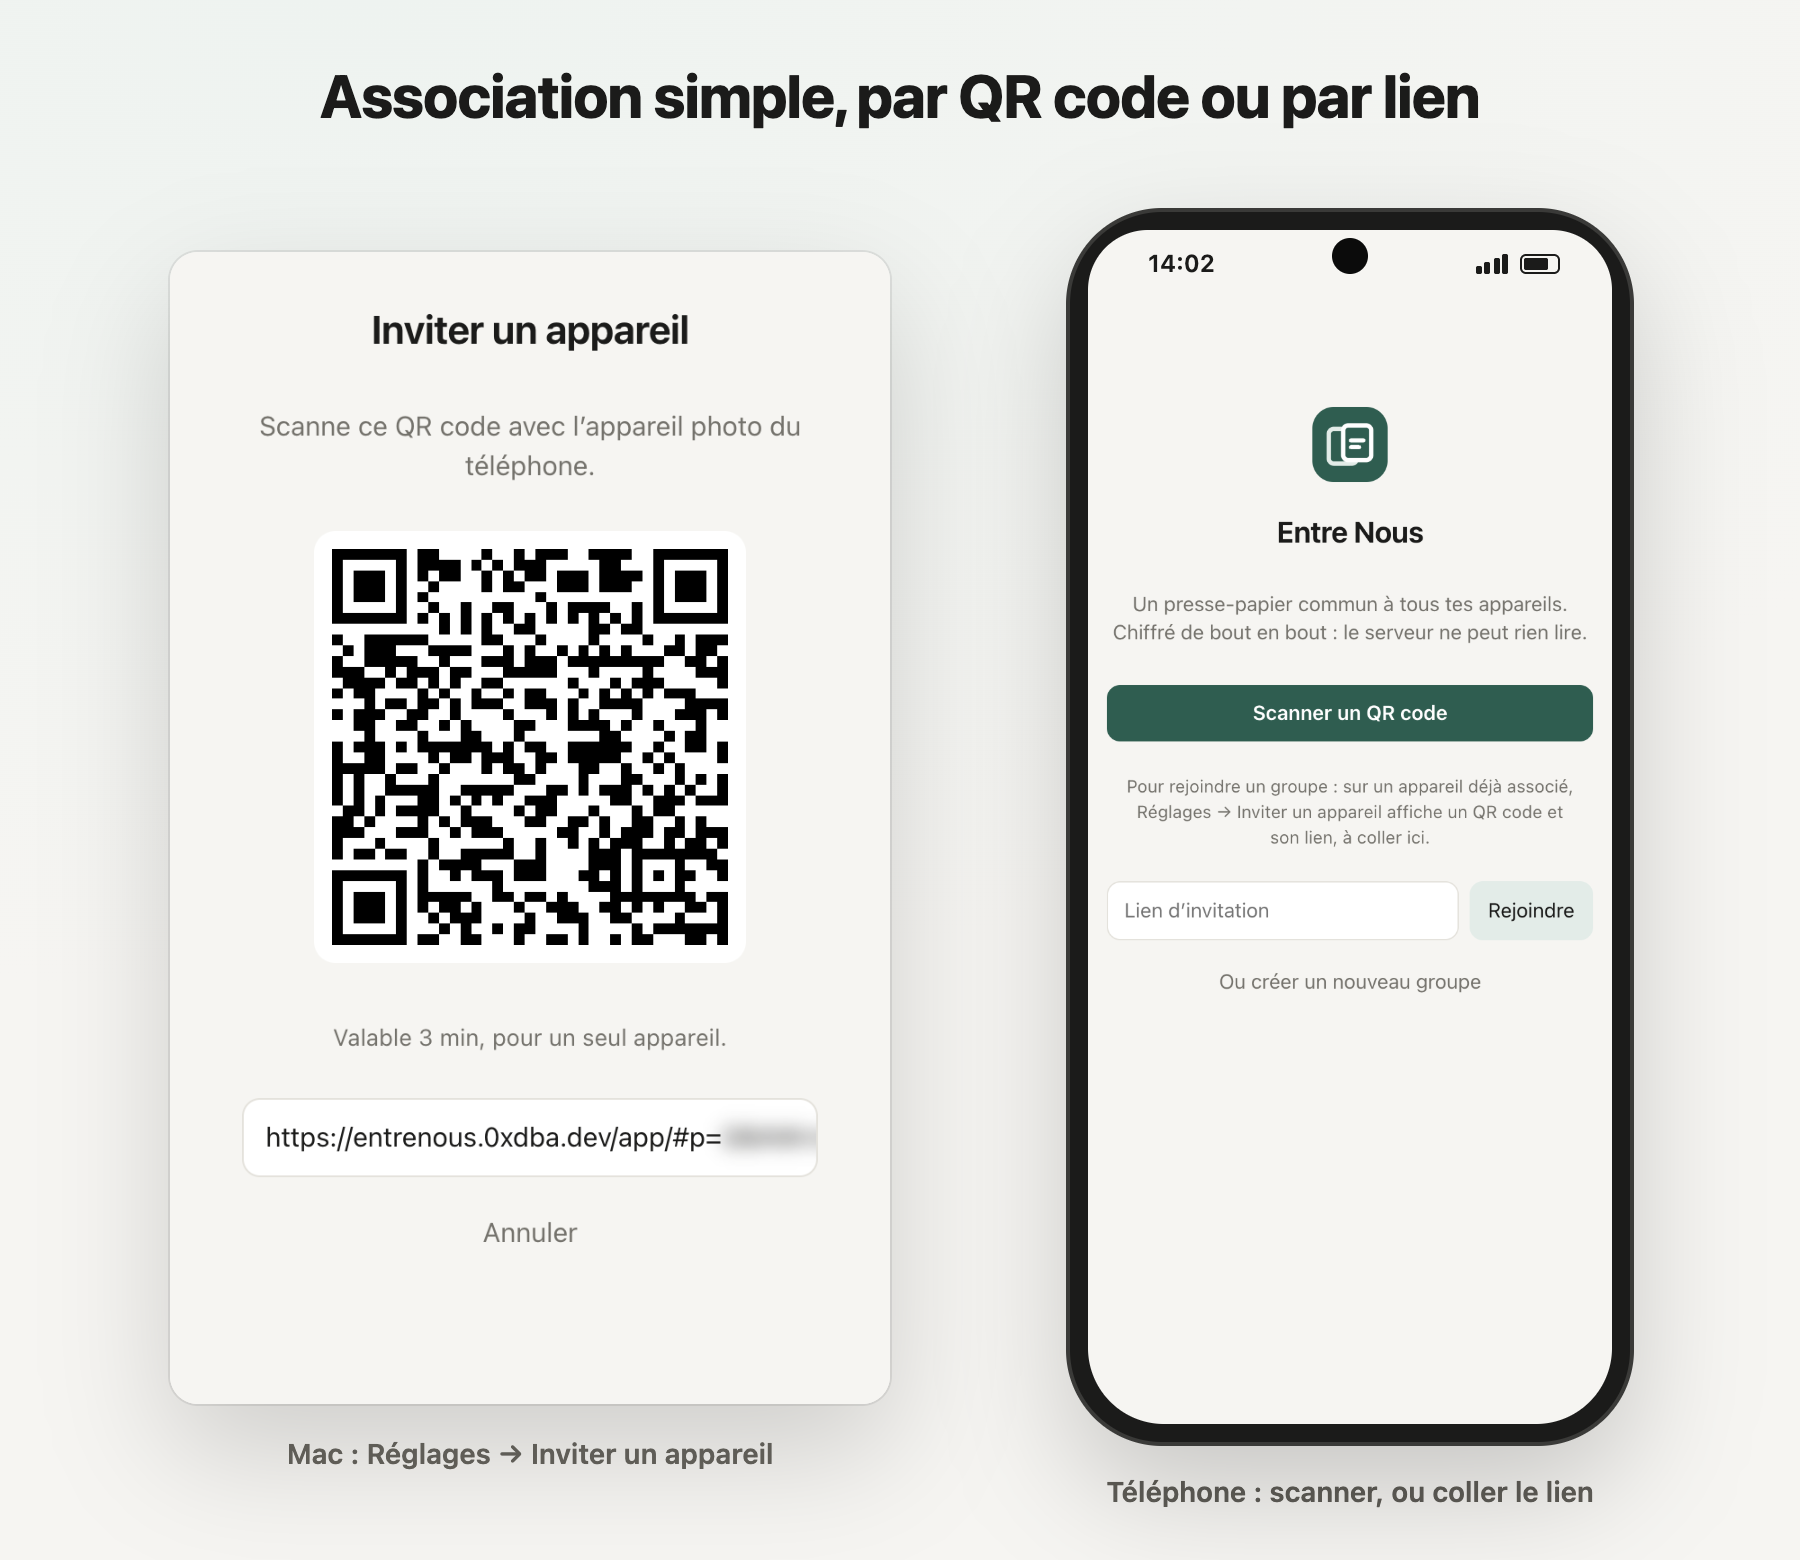 Association simple, par QR code ou par lien
Inviter un appareil
Scanne ce QR code avec l’appareil photo du
téléphone.
Valable 3 min, pour un seul appareil.
https://entrenous.0xdba.dev/app/#p=
Annuler
Mac : Réglages → Inviter un appareil
14:02
Entre Nous
Un presse-papier commun à tous tes appareils.
Chiffré de bout en bout : le serveur ne peut rien lire.
Scanner un QR code
Pour rejoindre un groupe : sur un appareil déjà associé,
Réglages → Inviter un appareil affiche un QR code et
son lien, à coller ici.
Lien d’invitation
Rejoindre
Ou créer un nouveau groupe
Téléphone : scanner, ou coller le lien